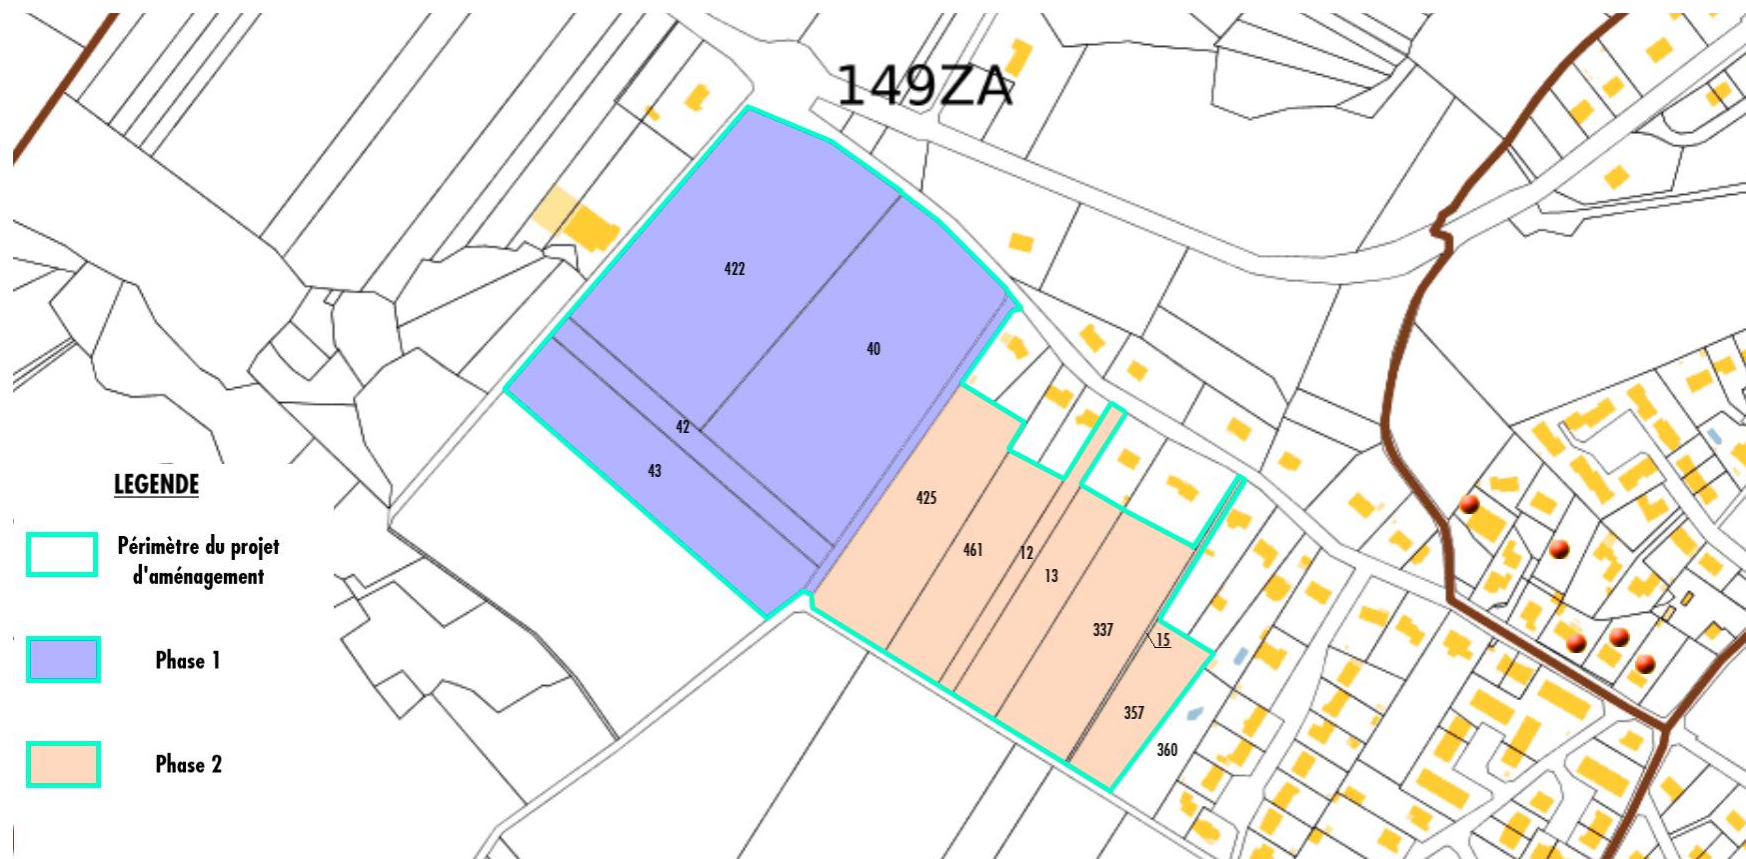 149ZA
422
40
42
43
425
461
12
13
337
15
357
360
LEGENDE
Périmètre du projet
d'aménagement
Phase 1
Phase 2